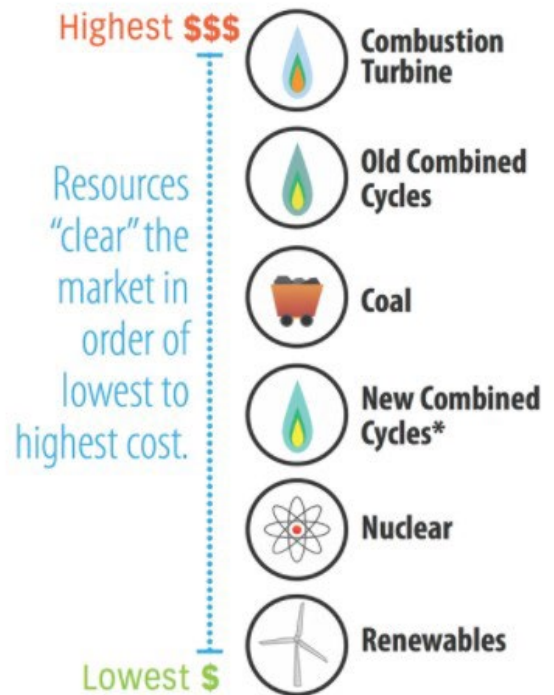 Highest $$$
Combustion
Turbine
Old Combined
Cycles
Resources
"clear" the
market in
order of
lowest to
highest cost.
Coal
New Combined
Cycles*
Nuclear
Renewables
Lowest $